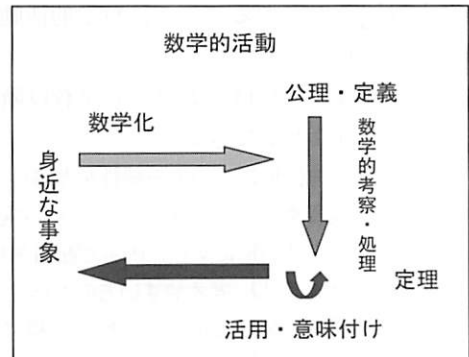 数学的活動
公理・定義
数学化
数学的考察・処理
身近な事象
定理
活用・意味付け